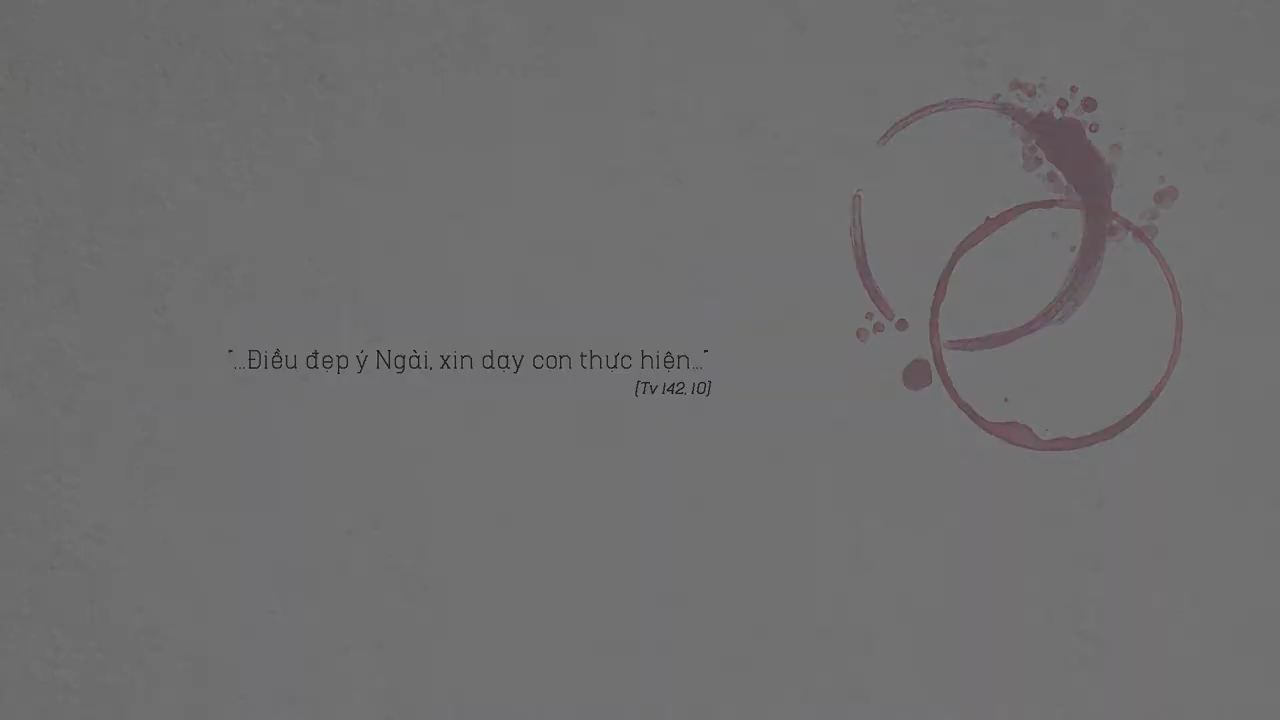 "...Điều đẹp ý Ngài, xin dạy con thực hiện..."
(Tv 142, 10)